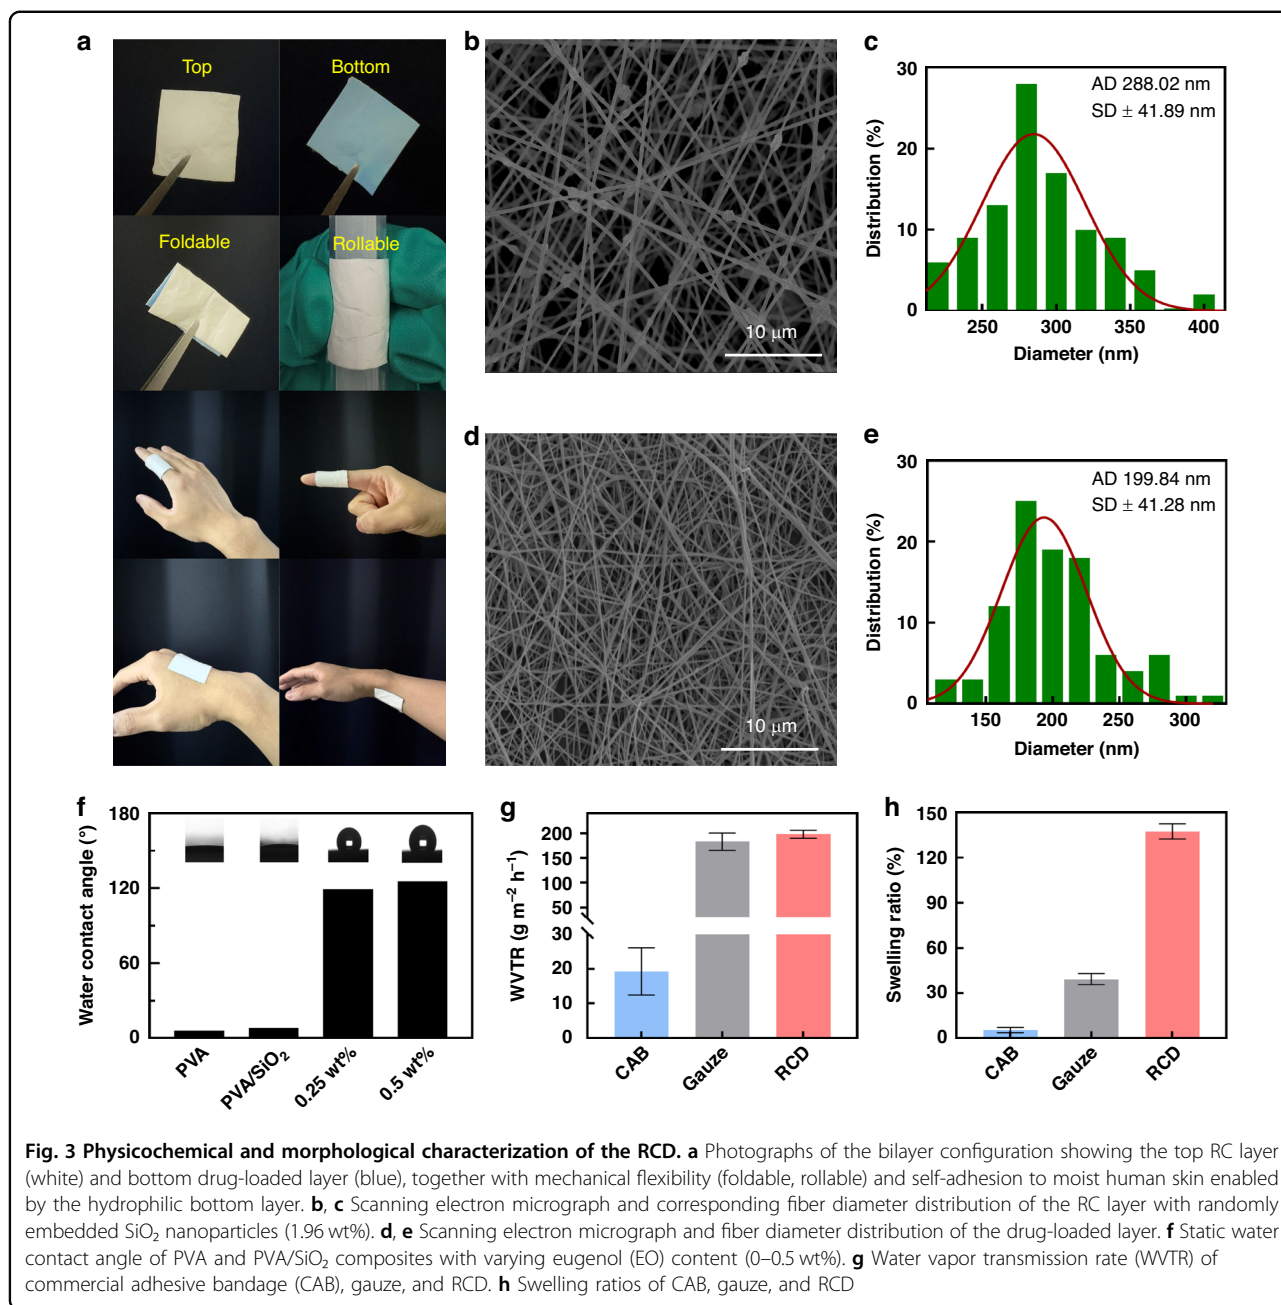 a
Top
Bottom
Foldable
Rollable
b
10 μm
c
30
20
10
0
Distribution (%)
AD 288.02 nm
SD ± 41.89 nm
250
300
350
400
Diameter (nm)
d
10 μm
e
30
20
10
0
Distribution (%)
AD 199.84 nm
SD ± 41.28 nm
150
200
250
300
Diameter (nm)
f
180
120
60
0
Water contact angle (°)
PVA
PVA/SiO₂
0.25 wt%
0.5 wt%
g
200
150
100
50
30
20
10
0
WVTR (g m⁻² h⁻¹)
CAB
Gauze
RCD
h
150
120
90
60
30
0
Swelling ratio (%)
CAB
Gauze
RCD
Fig. 3 Physicochemical and morphological characterization of the RCD. a Photographs of the bilayer configuration showing the top RC layer
(white) and bottom drug-loaded layer (blue), together with mechanical flexibility (foldable, rollable) and self-adhesion to moist human skin enabled
by the hydrophilic bottom layer. b, c Scanning electron micrograph and corresponding fiber diameter distribution of the RC layer with randomly
embedded SiO₂ nanoparticles (1.96 wt%). d, e Scanning electron micrograph and fiber diameter distribution of the drug-loaded layer. f Static water
contact angle of PVA and PVA/SiO₂ composites with varying eugenol (EO) content (0–0.5 wt%). g Water vapor transmission rate (WVTR) of
commercial adhesive bandage (CAB), gauze, and RCD. h Swelling ratios of CAB, gauze, and RCD